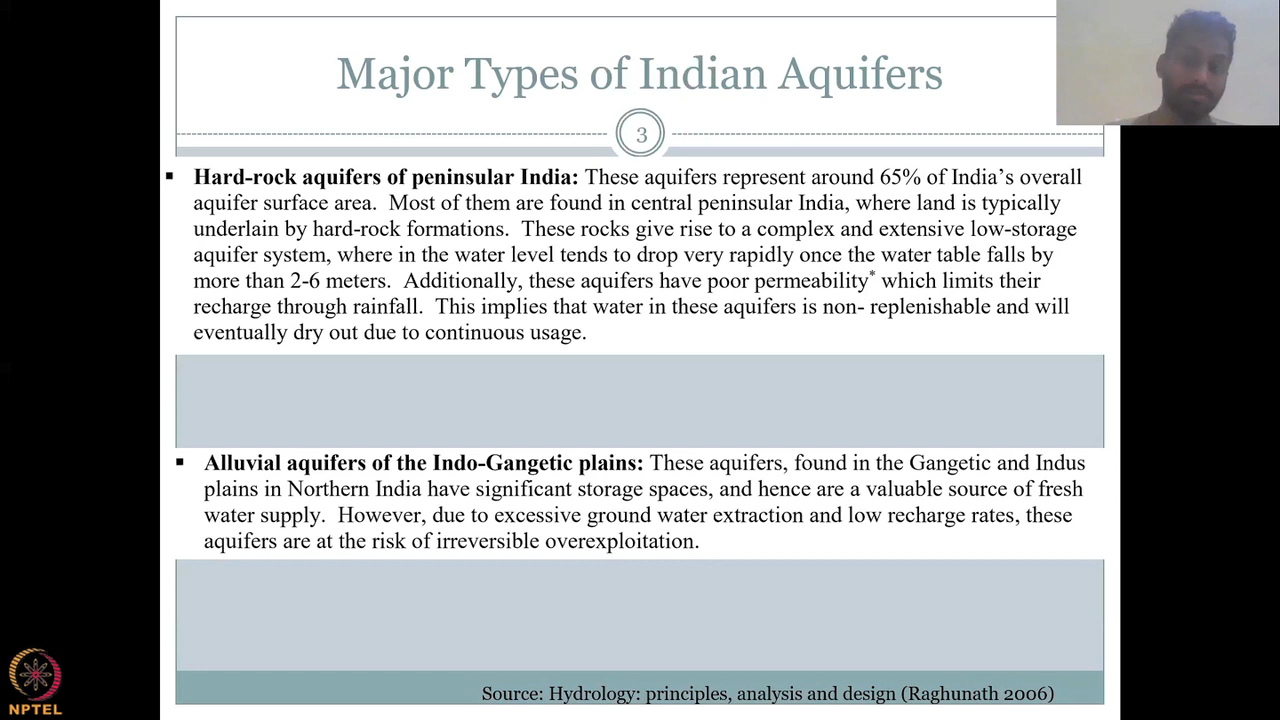 Major Types of Indian Aquifers
3
▪ Hard-rock aquifers of peninsular India: These aquifers represent around 65% of India's overall
aquifer surface area. Most of them are found in central peninsular India, where land is typically
underlain by hard-rock formations. These rocks give rise to a complex and extensive low-storage
aquifer system, where in the water level tends to drop very rapidly once the water table falls by
more than 2-6 meters. Additionally, these aquifers have poor permeability* which limits their
recharge through rainfall. This implies that water in these aquifers is non- replenishable and will
eventually dry out due to continuous usage.
▪ Alluvial aquifers of the Indo-Gangetic plains: These aquifers, found in the Gangetic and Indus
plains in Northern India have significant storage spaces, and hence are a valuable source of fresh
water supply. However, due to excessive ground water extraction and low recharge rates, these
aquifers are at the risk of irreversible overexploitation.
Source: Hydrology: principles, analysis and design (Raghunath 2006)
NPTEL